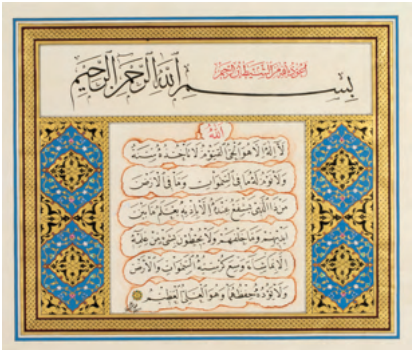 أعوذ بالله من الشيطان الرجيم
بسم الله الرحمن الرحيم
الله
لا إله إلا هو الحي القيوم لا تأخذه سنة
ولا نوم له ما في السموات وما في الأرض
من ذا الذي يشفع عنده إلا بإذنه يعلم ما بين
أيديهم وما خلفهم ولا يحيطون بشيء من علمه
إلا بما شاء وسع كرسيه السموات والأرض
ولا يؤده حفظهما وهو العلي العظيم